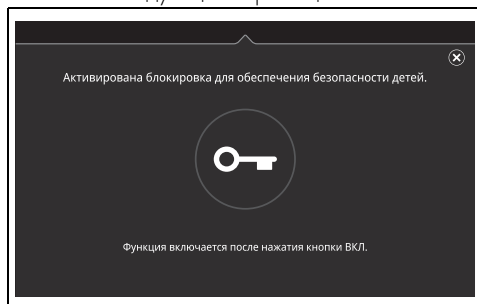 Активирована блокировка для обеспечения безопасности детей.
Функция включается после нажатия кнопки ВКЛ.